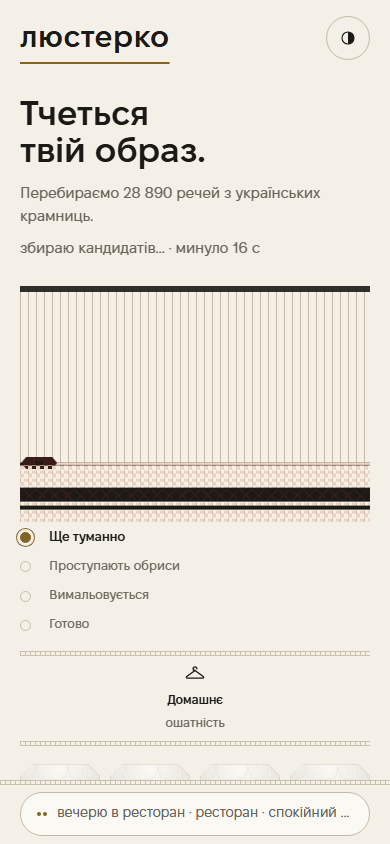 люстерко
Тчеться
твій образ.
Перебираємо 28 890 речей з українських
крамниць.
збираю кандидатів... · минуло 16 с
Ще туманно
Проступають обриси
Вимальовується
Готово
Домашнє
ошатність
вечерю в ресторан · ресторан · спокійний ...